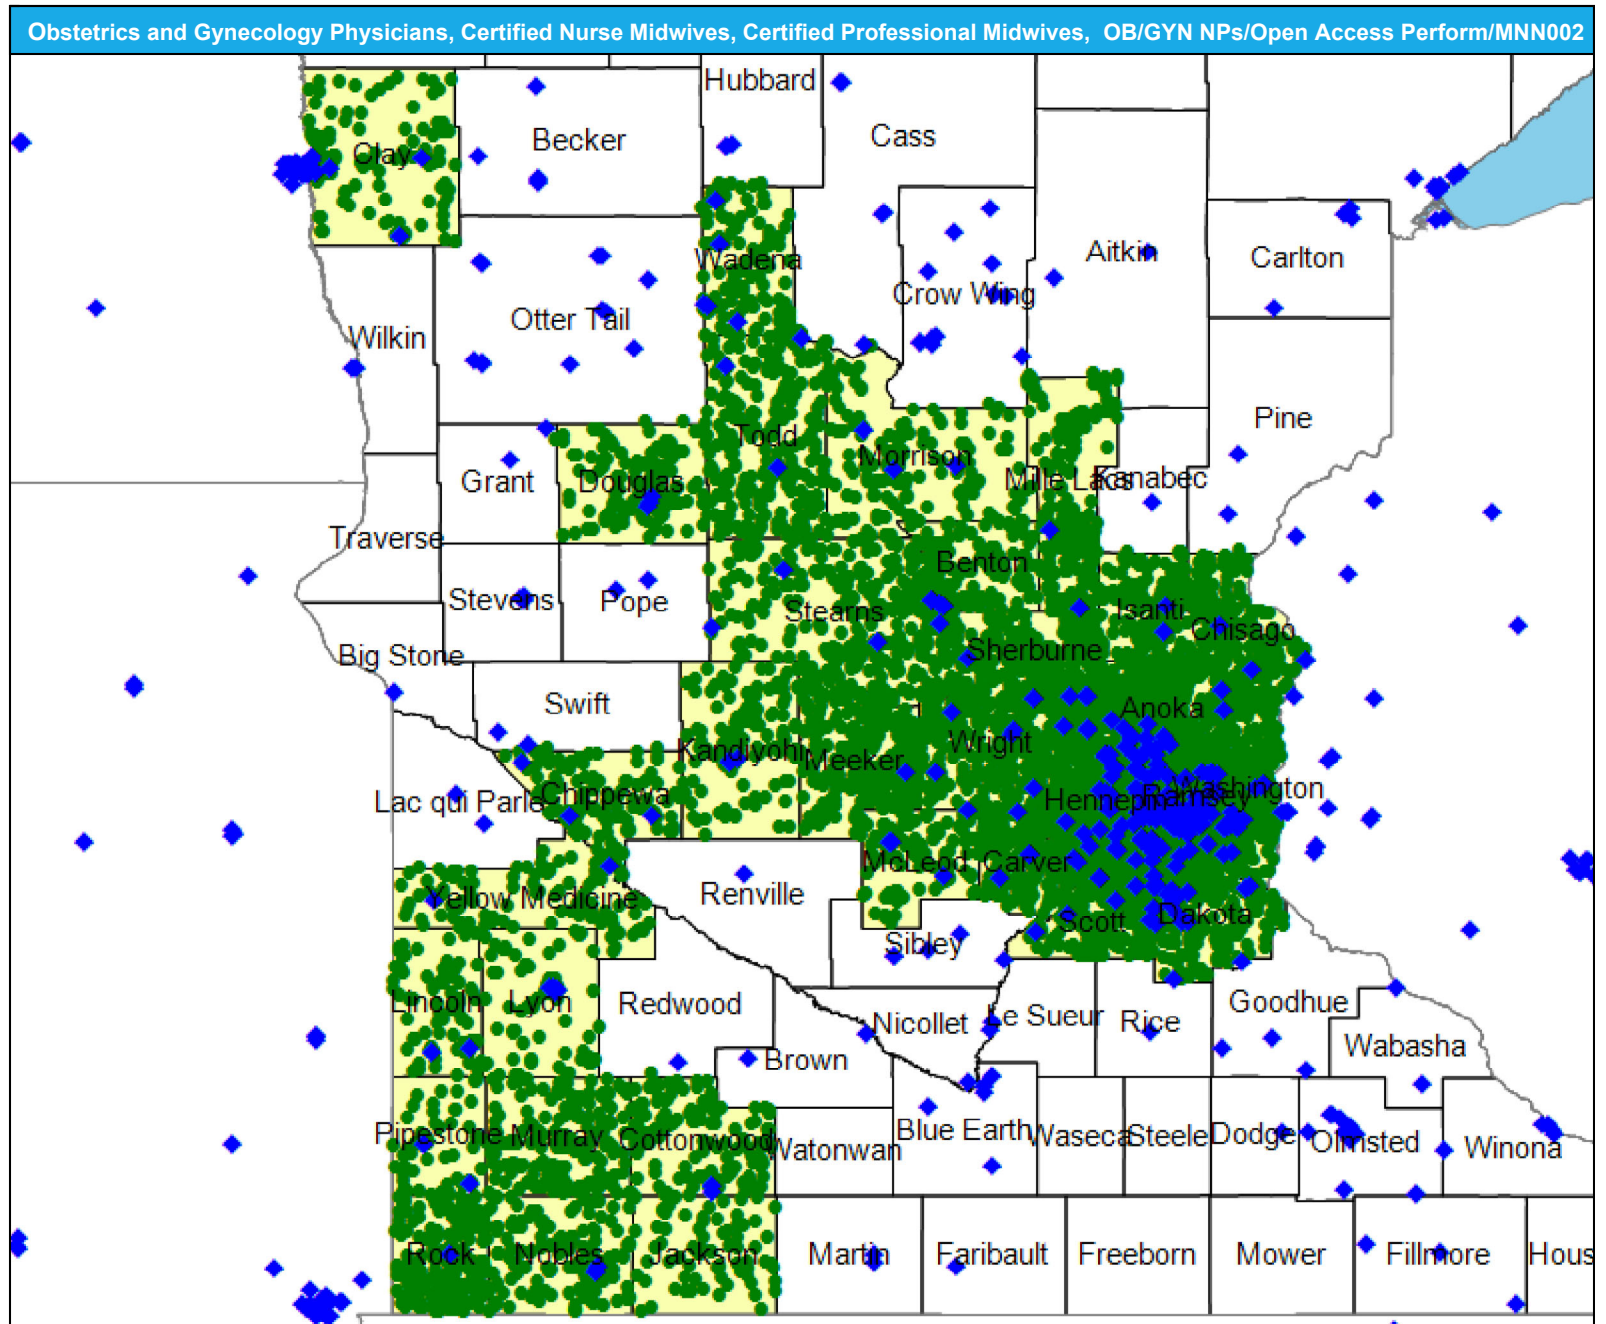 Obstetrics and Gynecology Physicians, Certified Nurse Midwives, Certified Professional Midwives, OB/GYN NPs/Open Access Perform/MNN002
Hubbard
Cass
Becker
Clay
Wadena
Aitkin
Carlton
Crow Wing
Otter Tail
Wilkin
Pine
Todd
Morrison
Mille Lacs
Kanabec
Grant
Douglas
Traverse
Benton
Stevens
Pope
Stearns
Isanti
Chisago
Big Stone
Sherburne
Swift
Anoka
Kandiyohi
Meeker
Wright
Lac qui Parle
Chippewa
Hennepin
Ramsey
Washington
McLeod
Carver
Yellow Medicine
Renville
Scott
Dakota
Sibley
Lincoln
Lyon
Redwood
Nicollet
Le Sueur
Rice
Goodhue
Brown
Wabasha
Pipestone
Murray
Cottonwood
Watonwan
Blue Earth
Waseca
Steele
Dodge
Olmsted
Winona
Rock
Nobles
Jackson
Martin
Faribault
Freeborn
Mower
Fillmore
Hous